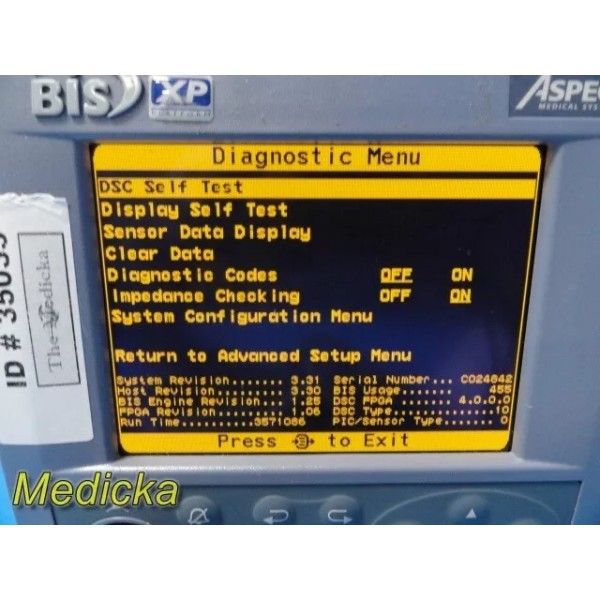 BIS XP
PLATFORM
ASPEC
MEDICAL SYS
Diagnostic Menu
DSC Self Test
Display Self Test
Sensor Data Display
Clear Data
Diagnostic Codes OFF ON
Impedance Checking OFF ON
System Configuration Menu
Return to Advanced Setup Menu
System Revision...... 3.31 Serial Number... C024842
Host Revision........ 3.30 BIS Usage....... 455
BIS Engine Revision... 1.25 DSC FPGA ...... 4.0.0.0
FPGA Revision........ 1.06 DSC Type...........10
Run Time...........3571086 PIC/Sensor Type.. 0
Press to Exit
ID # 35055
The Medicka
Medicka